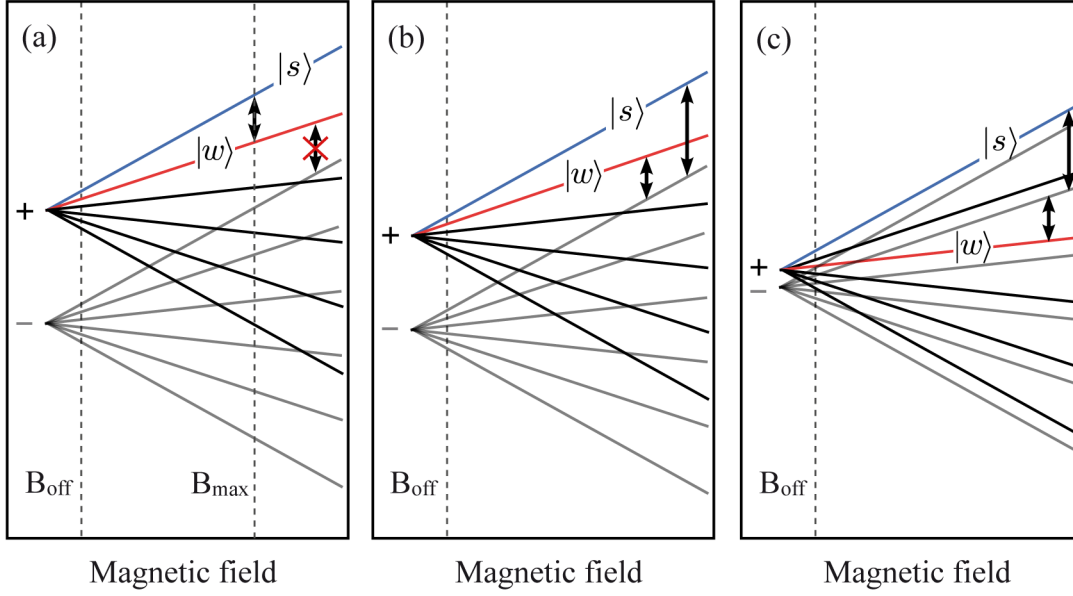 (a)
|s⟩
|w⟩
+
−
B_off
B_max
Magnetic field
(b)
|s⟩
|w⟩
+
−
B_off
Magnetic field
(c)
|s⟩
|w⟩
+
−
B_off
Magnetic field